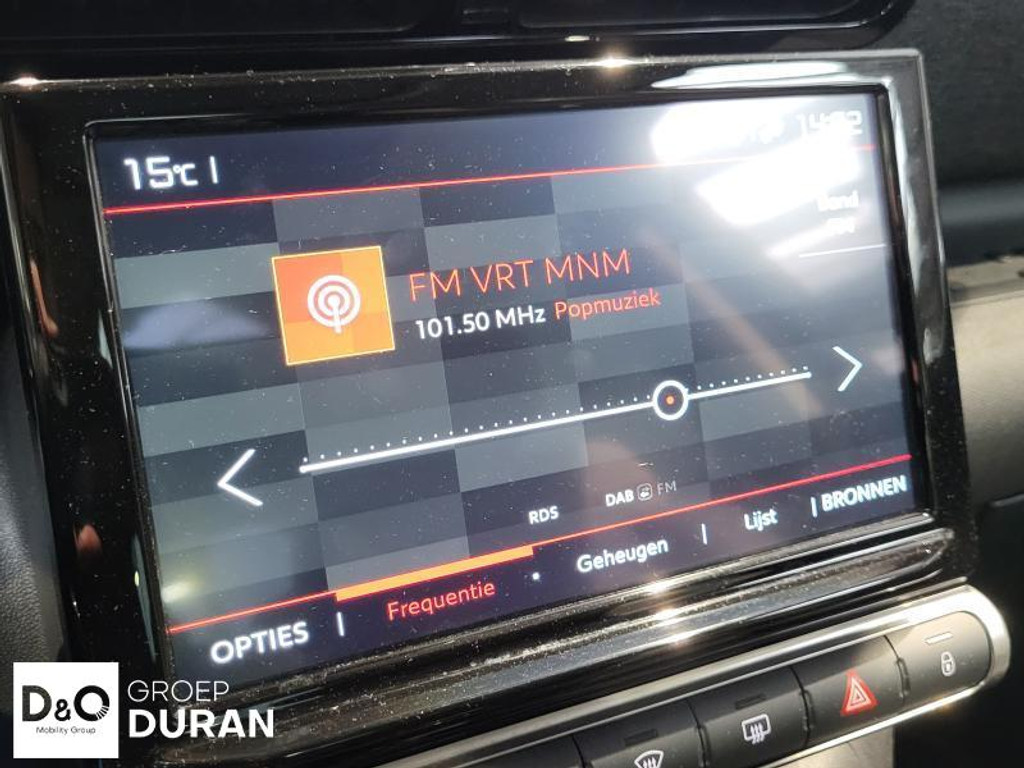 15°C
FM VRT MNM
101.50 MHz Popmuziek
RDS
DAB FM
OPTIES
Frequentie
Geheugen
Lijst
BRONNEN
D&O
Mobility Group
GROEP
DURAN